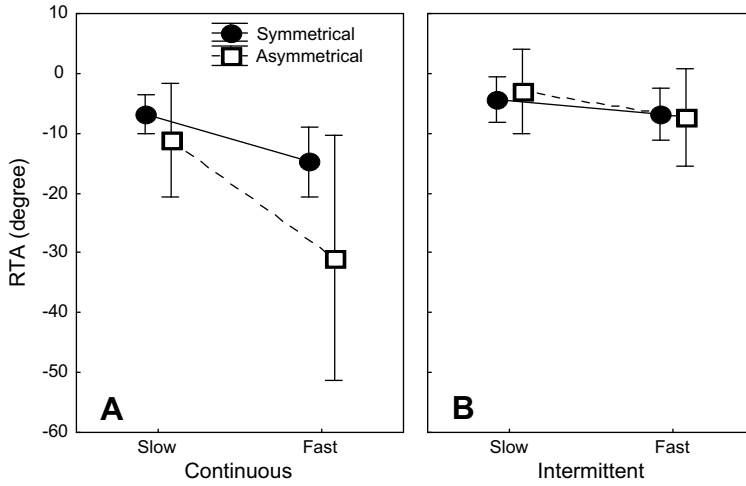 10
0
-10
-20
-30
-40
-50
-60
RTA (degree)
Symmetrical
Asymmetrical
A
Slow Fast
Continuous
B
Slow Fast
Intermittent